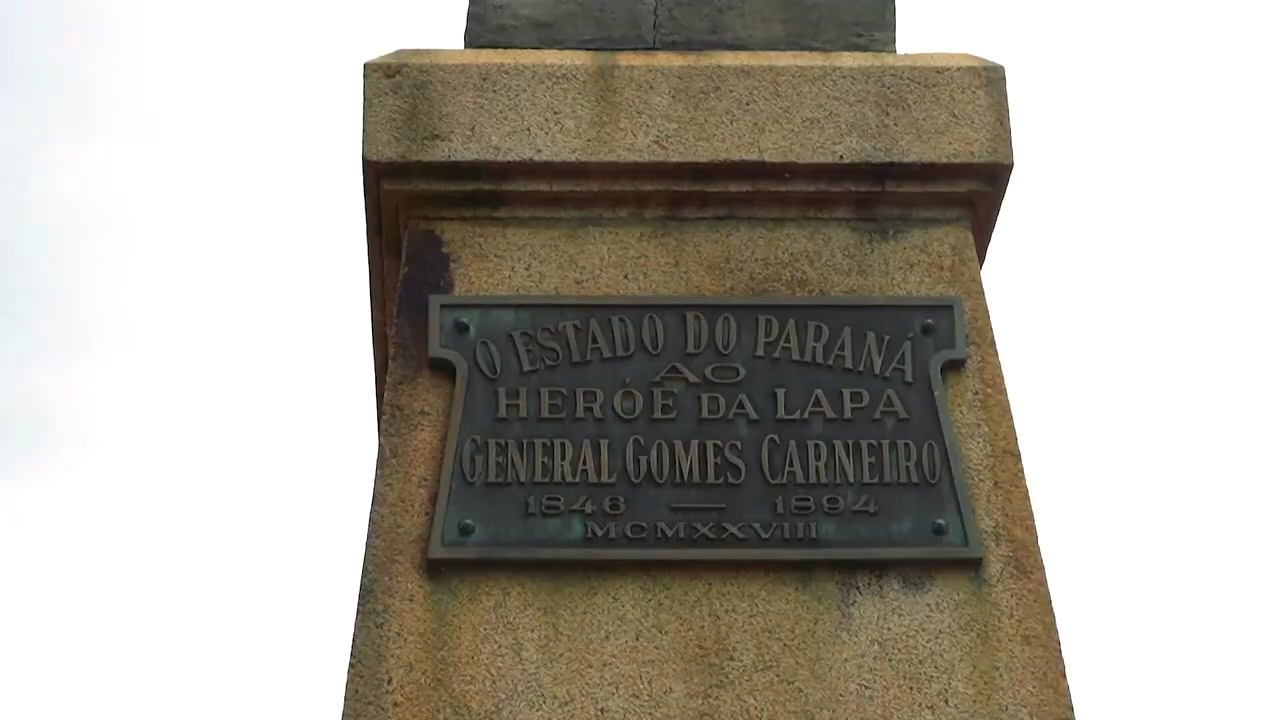 O ESTADO DO PARANÁ
AO
HERÓE DA LAPA
GENERAL GOMES CARNEIRO
1846 — 1894
MCMXXVIII